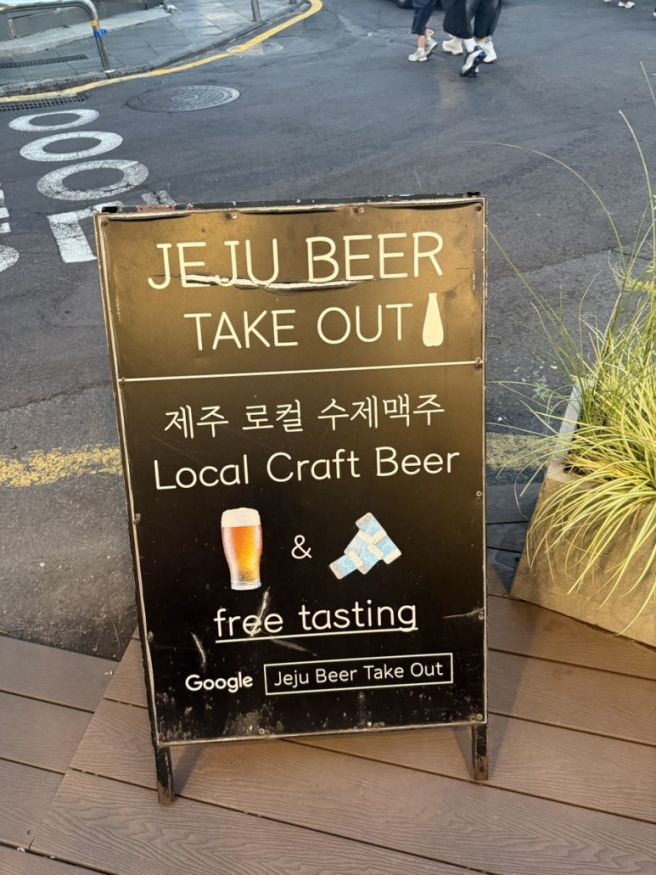 JEJU BEER
TAKE OUT
제주 로컬 수제맥주
Local Craft Beer
&
free tasting
Google Jeju Beer Take Out